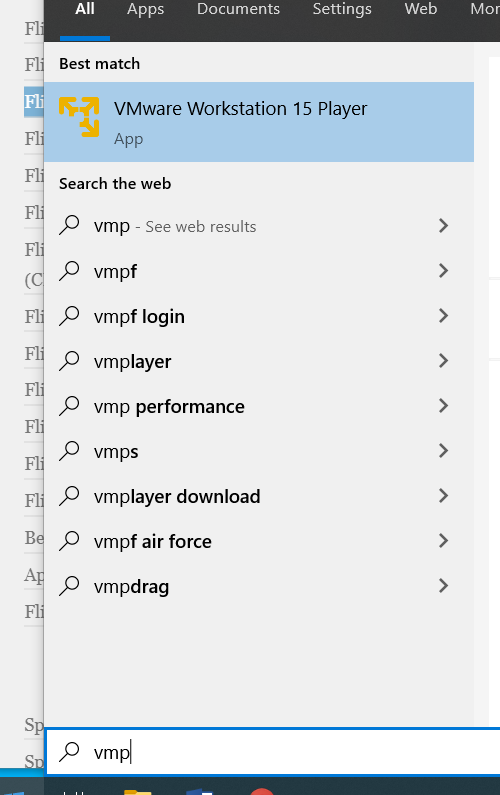 All Apps Documents Settings Web Mor
Best match
VMware Workstation 15 Player
App
Search the web
vmp - See web results
vmpf
vmpf login
vmplayer
vmp performance
vmps
vmplayer download
vmpf air force
vmpdrag
vmp
Fli
Fli
Fli
Fli
Fli
Fli
Fli
(C
Fli
Fli
Fli
Fli
Fli
Fli
Be
Ap
Fli
Sp
Sp